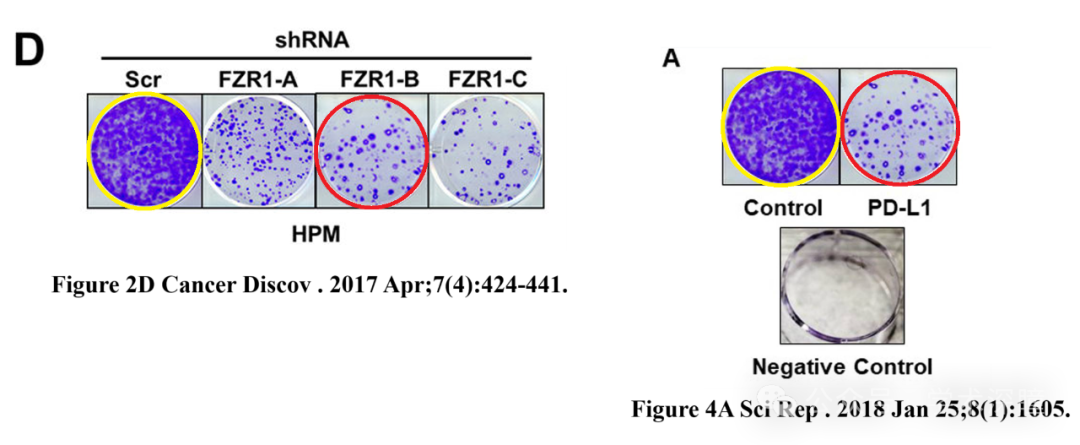 D
shRNA
Scr FZR1-A FZR1-B FZR1-C
HPM
Figure 2D Cancer Discov . 2017 Apr;7(4):424-441.
A
Control PD-L1
Negative Control
Figure 4A Sci Rep . 2018 Jan 25;8(1):1605.